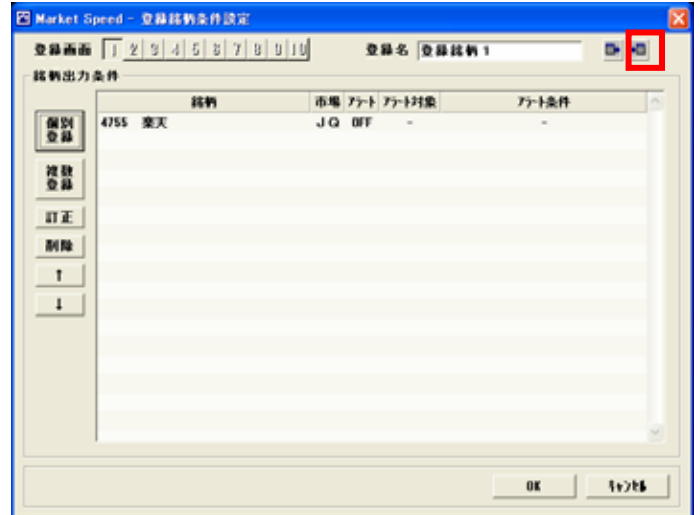 Market Speed - 登録銘柄条件設定
登録画面 1 2 3 4 5 6 7 8 9 10 登録名 登録銘柄 1
銘柄出力条件
銘柄 市場 アラート アラート対象 アラート条件
個別登録
4755 楽天 JQ OFF - -
複数登録
訂正
削除
↑
↓
OK キャンセル